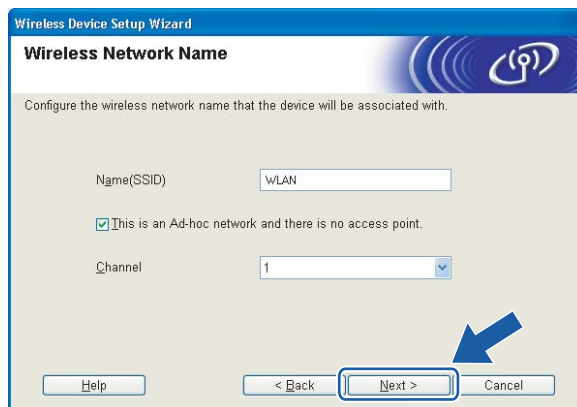 Wireless Device Setup Wizard
Wireless Network Name
Configure the wireless network name that the device will be associated with.
Name(SSID) WLAN
This is an Ad-hoc network and there is no access point.
Channel 1
Help < Back Next > Cancel